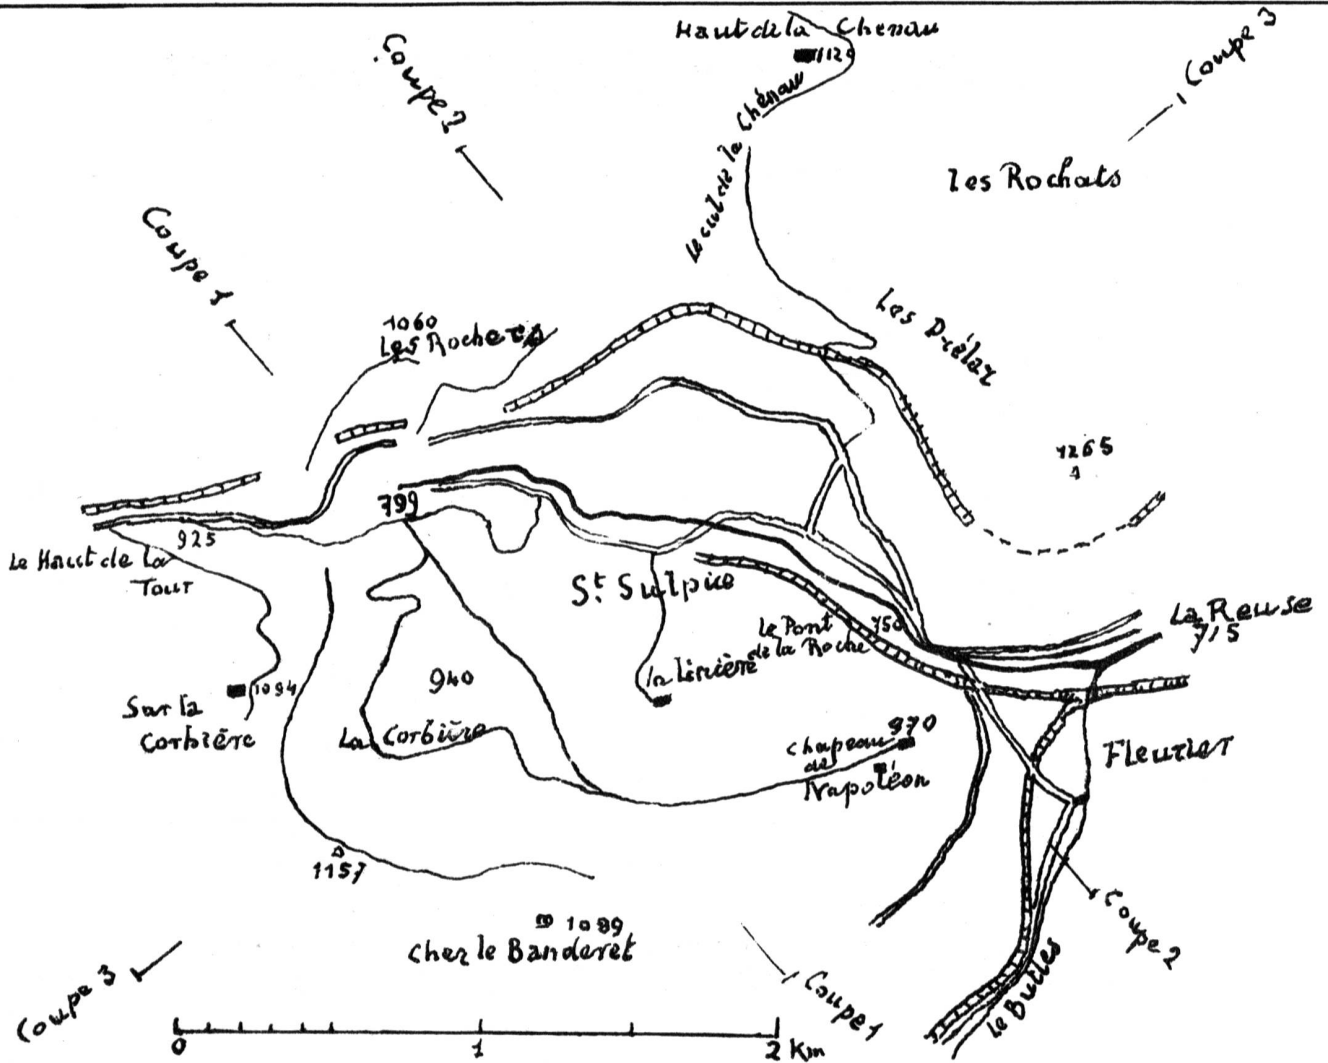 Haut de la Chenau
1120
Coupe 2
Coupe 3
Le cul de la Chénau
Les Rochats
Coupe 1
1060
Les Rochers
Les Prélaz
1265
799
925
Le Haut de la
Tour
St. Sulpice
La Reuse
715
le Pont
de la Roche
750
la Linière
1094
Sur la
Corbière
940
La Corbière
970
Chapeau
de
Napoléon
Fleurier
1157
1089
Chez le Banderet
Coupe 2
Coupe 3
Coupe 1
Le Buttes
0 1 2 Km